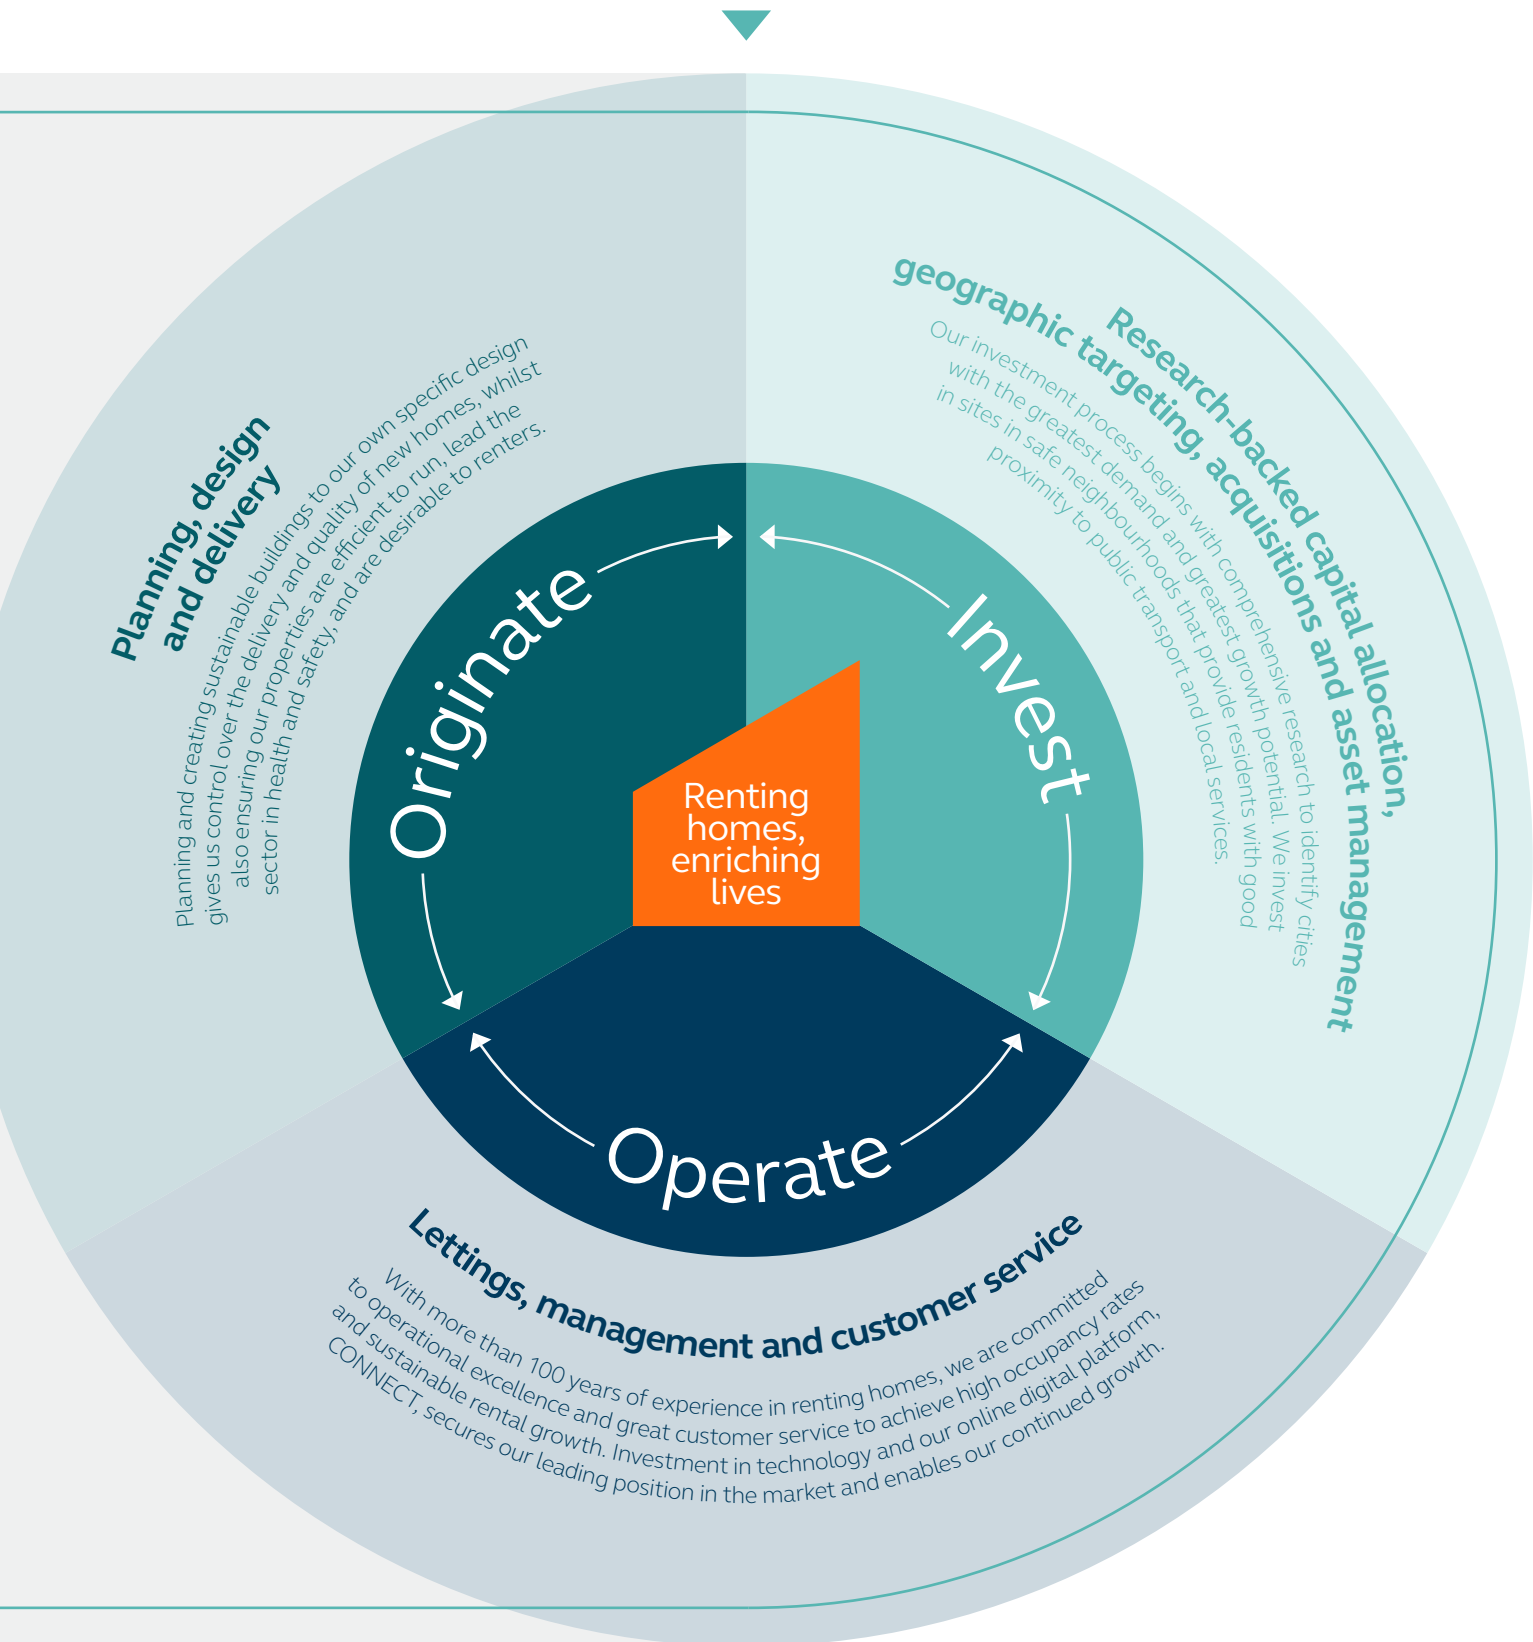 Originate
Planning, design
and delivery
Planning and creating sustainable buildings to our own specific design
gives us control over the delivery and quality of new homes, whilst
also ensuring our properties are efficient to run, lead the
sector in health and safety, and are desirable to renters.
Invest
Research-backed capital allocation,
geographic targeting, acquisitions and asset management
Our investment process begins with comprehensive research to identify cities
with the greatest demand and greatest growth potential. We invest
in sites in safe neighbourhoods that provide residents with good
proximity to public transport and local services.
Renting
homes,
enriching
lives
Operate
Lettings, management and customer service
With more than 100 years of experience in renting homes, we are committed
to operational excellence and great customer service to achieve high occupancy rates
and sustainable rental growth. Investment in technology and our online digital platform,
CONNECT, secures our leading position in the market and enables our continued growth.